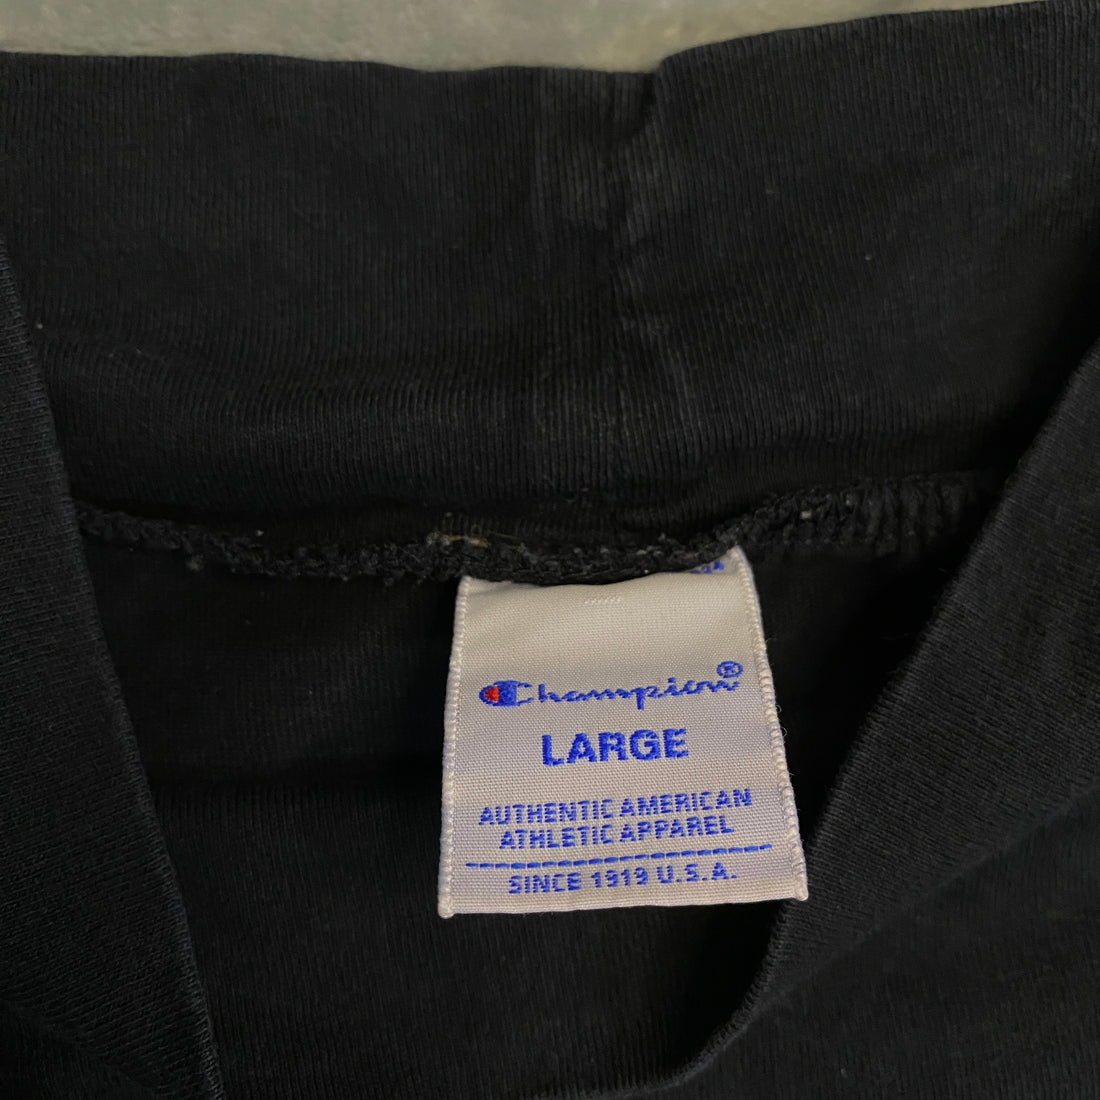 Champion®
LARGE
AUTHENTIC AMERICAN
ATHLETIC APPAREL
SINCE 1919 U.S.A.